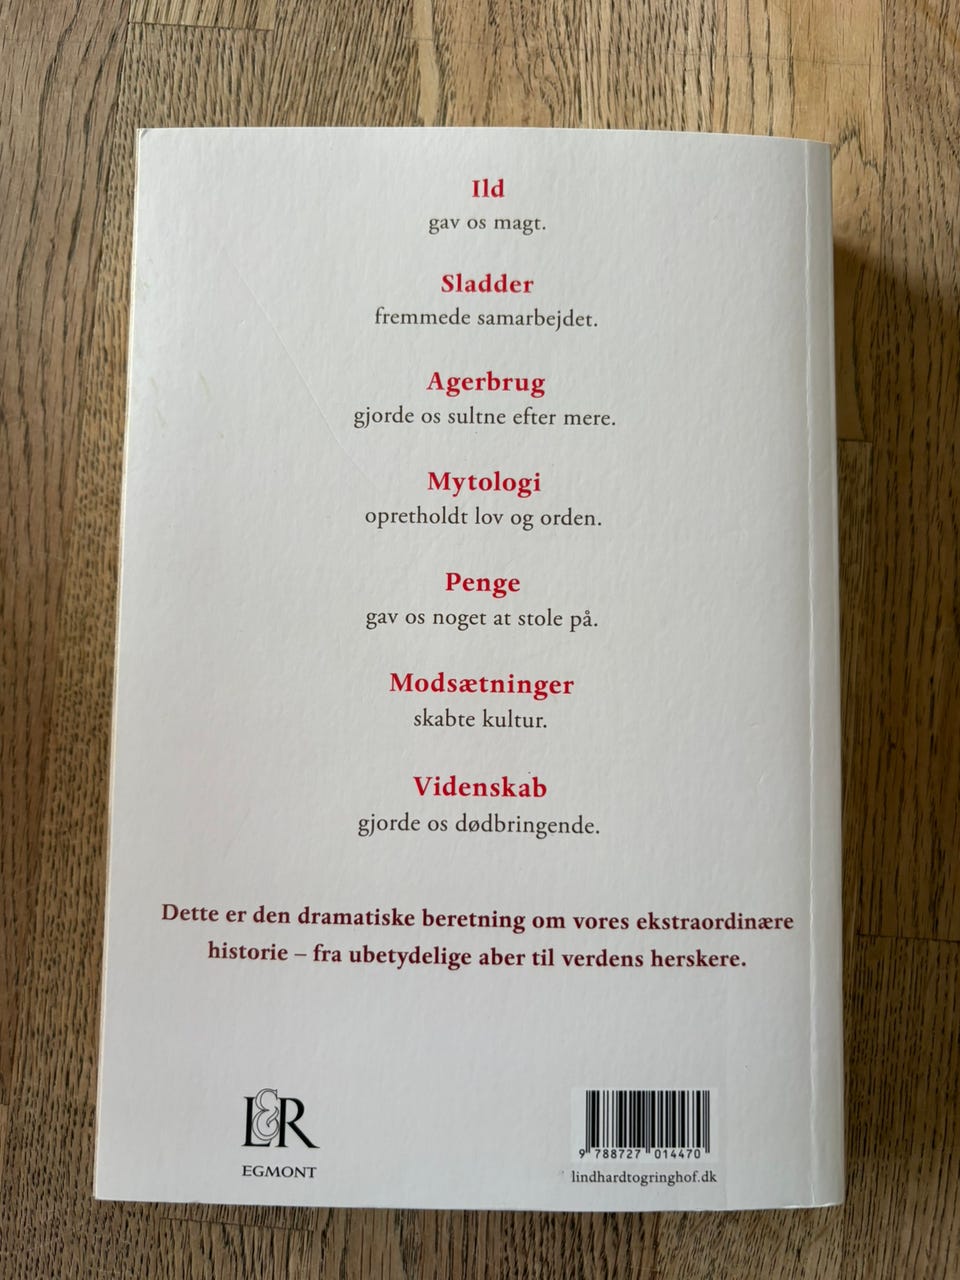 Ild
gav os magt.
Sladder
fremmede samarbejdet.
Agerbrug
gjorde os sultne efter mere.
Mytologi
opretholdt lov og orden.
Penge
gav os noget at stole på.
Modsætninger
skabte kultur.
Videnskab
gjorde os dødbringende.
Dette er den dramatiske beretning om vores ekstraordinære
historie – fra ubetydelige aber til verdens herskere.
L&R
EGMONT
9 788727 014470
lindhardtogringhof.dk